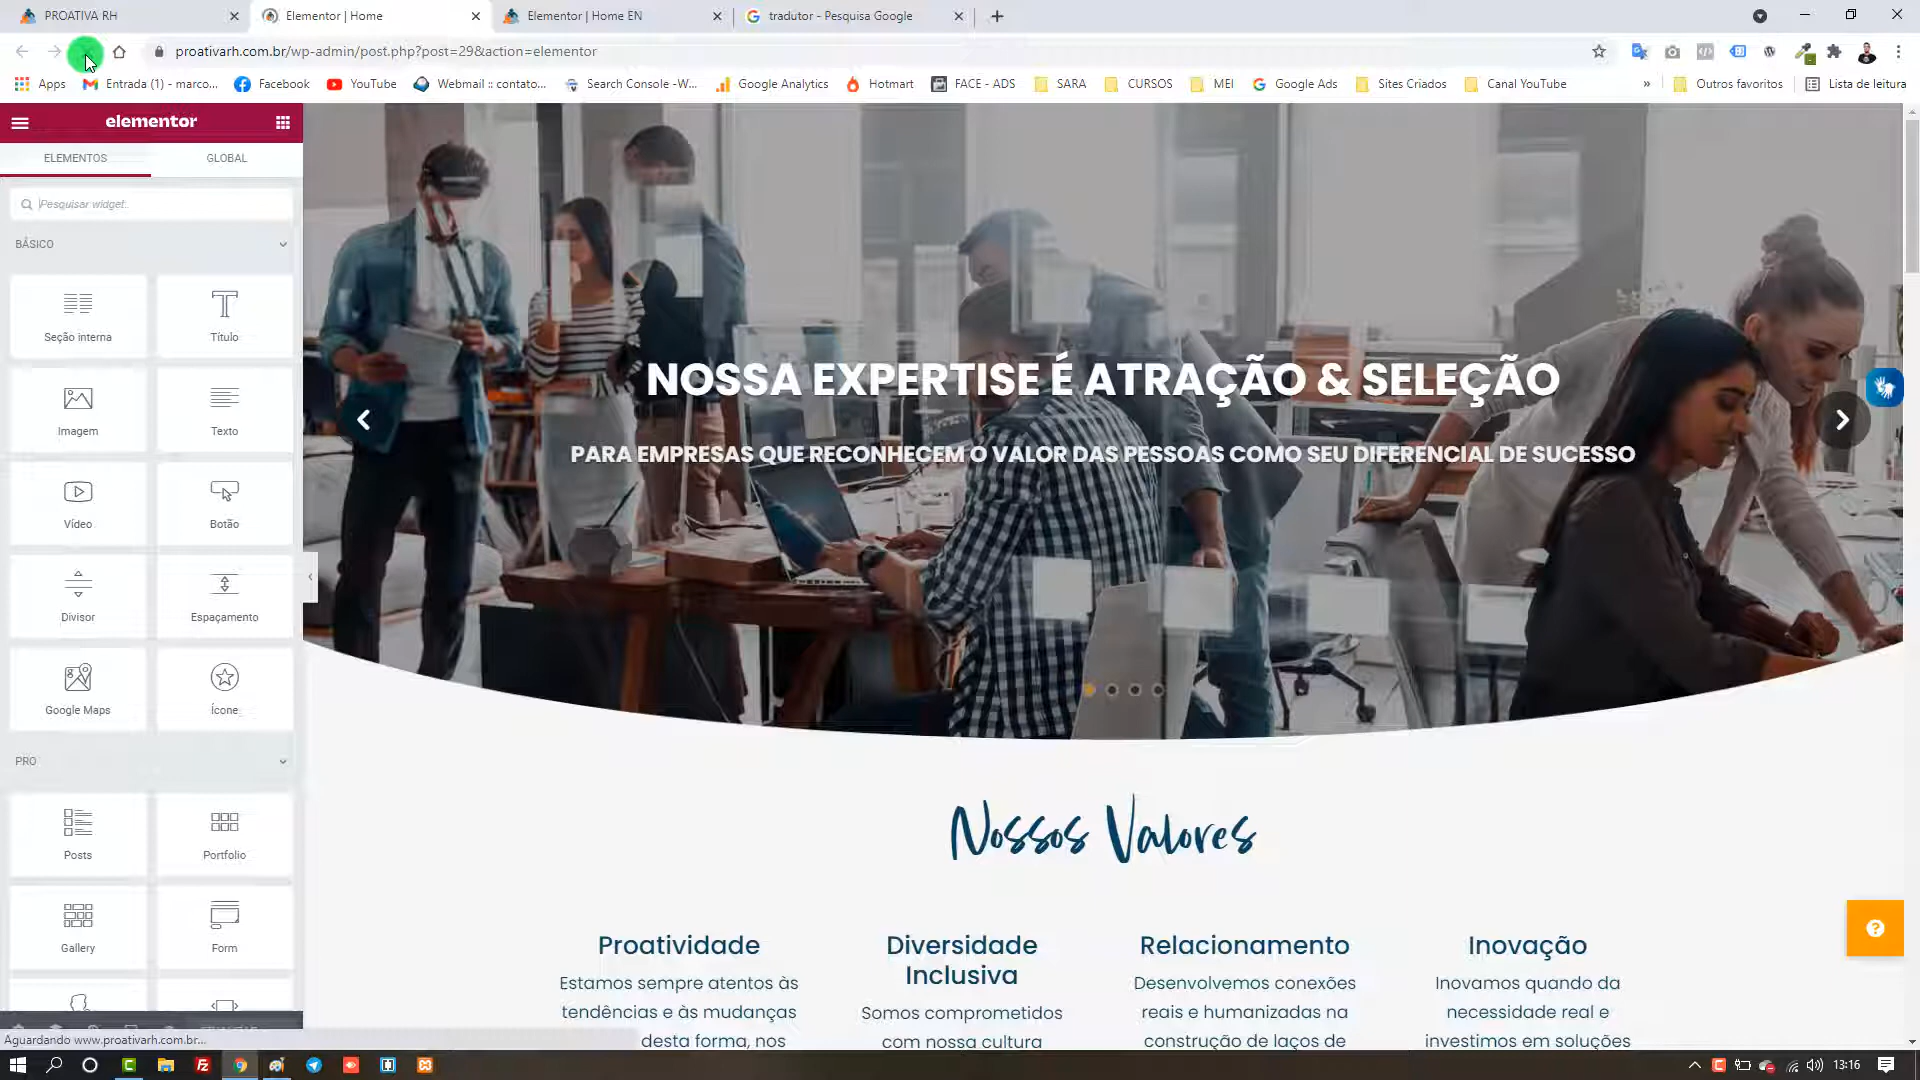 PROATIVA RH
Elementor | Home
Elementor | Home EN
tradutor - Pesquisa Google
proativarh.com.br/wp-admin/post.php?post=29&action=elementor
Apps
Entrada (1) - marco...
Facebook
YouTube
Webmail :: contato...
Search Console -W...
Google Analytics
Hotmart
FACE - ADS
SARA
CURSOS
MEI
Google Ads
Sites Criados
Canal YouTube
»
Outros favoritos
Lista de leitura
elementor
ELEMENTOS
GLOBAL
Pesquisar widget..
BÁSICO
Seção interna
Título
Imagem
Texto
Vídeo
Botão
Divisor
Espaçamento
Google Maps
Ícone
PRO
Posts
Portfolio
Gallery
Form
NOSSA EXPERTISE É ATRAÇÃO & SELEÇÃO
PARA EMPRESAS QUE RECONHECEM O VALOR DAS PESSOAS COMO SEU DIFERENCIAL DE SUCESSO
Nossos Valores
Proatividade
Estamos sempre atentos às
tendências e às mudanças
desta forma, nos
Diversidade
Inclusiva
Somos comprometidos
com nossa cultura
Relacionamento
Desenvolvemos conexões
reais e humanizadas na
construção de laços de
Inovação
Inovamos quando da
necessidade real e
investimos em soluções
Aguardando www.proativarh.com.br...
13:16